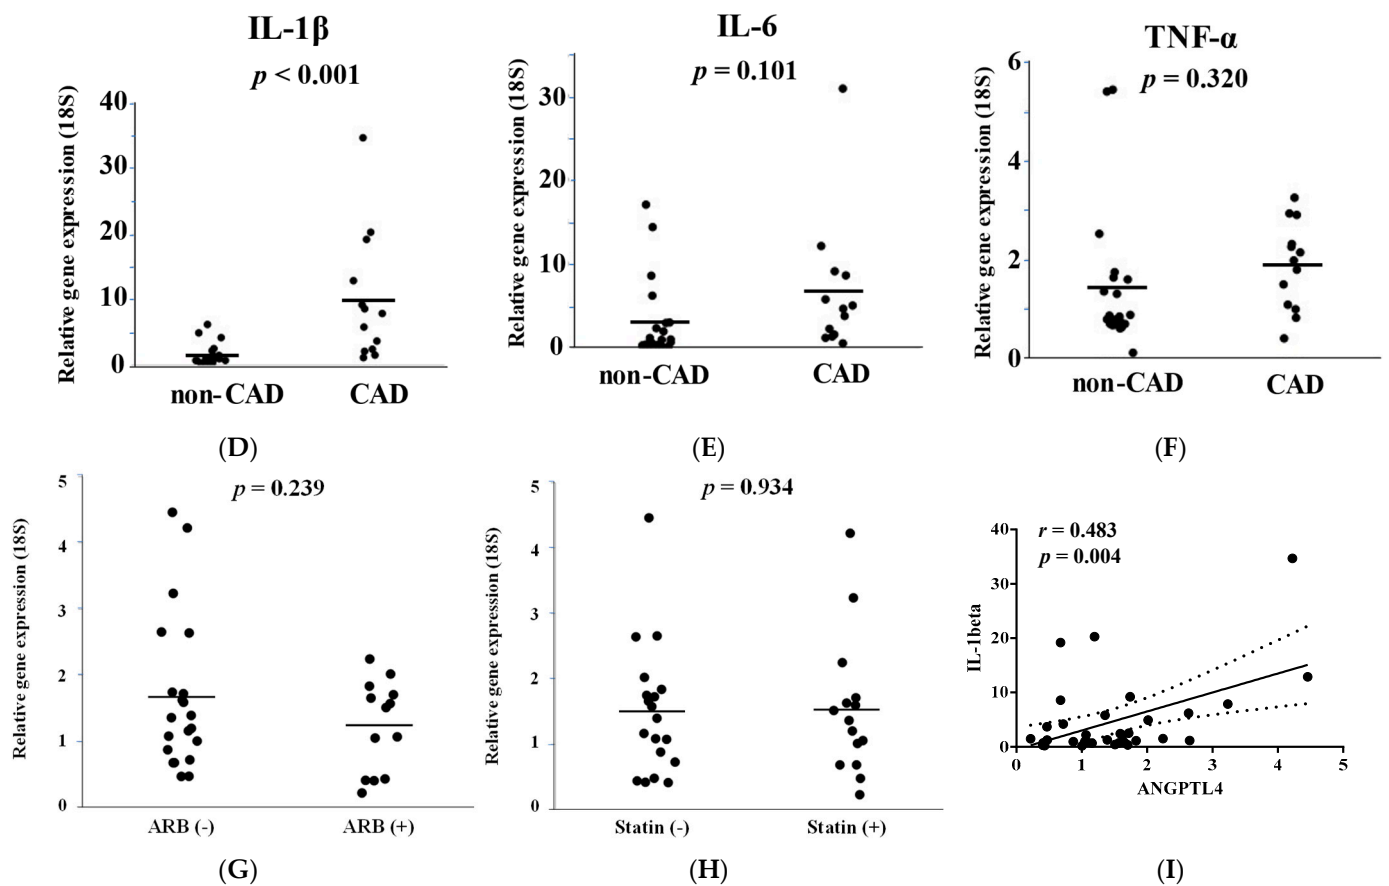 IL-1β
p < 0.001
Relative gene expression (18S)
40
30
20
10
0
non-CAD
CAD
(D)
IL-6
p = 0.101
Relative gene expression (18S)
30
20
10
0
non-CAD
CAD
(E)
TNF-α
p = 0.320
Relative gene expression (18S)
6
4
2
0
non-CAD
CAD
(F)
p = 0.239
Relative gene expression (18S)
5
4
3
2
1
0
ARB (-)
ARB (+)
(G)
p = 0.934
Relative gene expression (18S)
5
4
3
2
1
0
Statin (-)
Statin (+)
(H)
r = 0.483
p = 0.004
IL-1beta
40
30
20
10
0
0 1 2 3 4 5
ANGPTL4
(I)